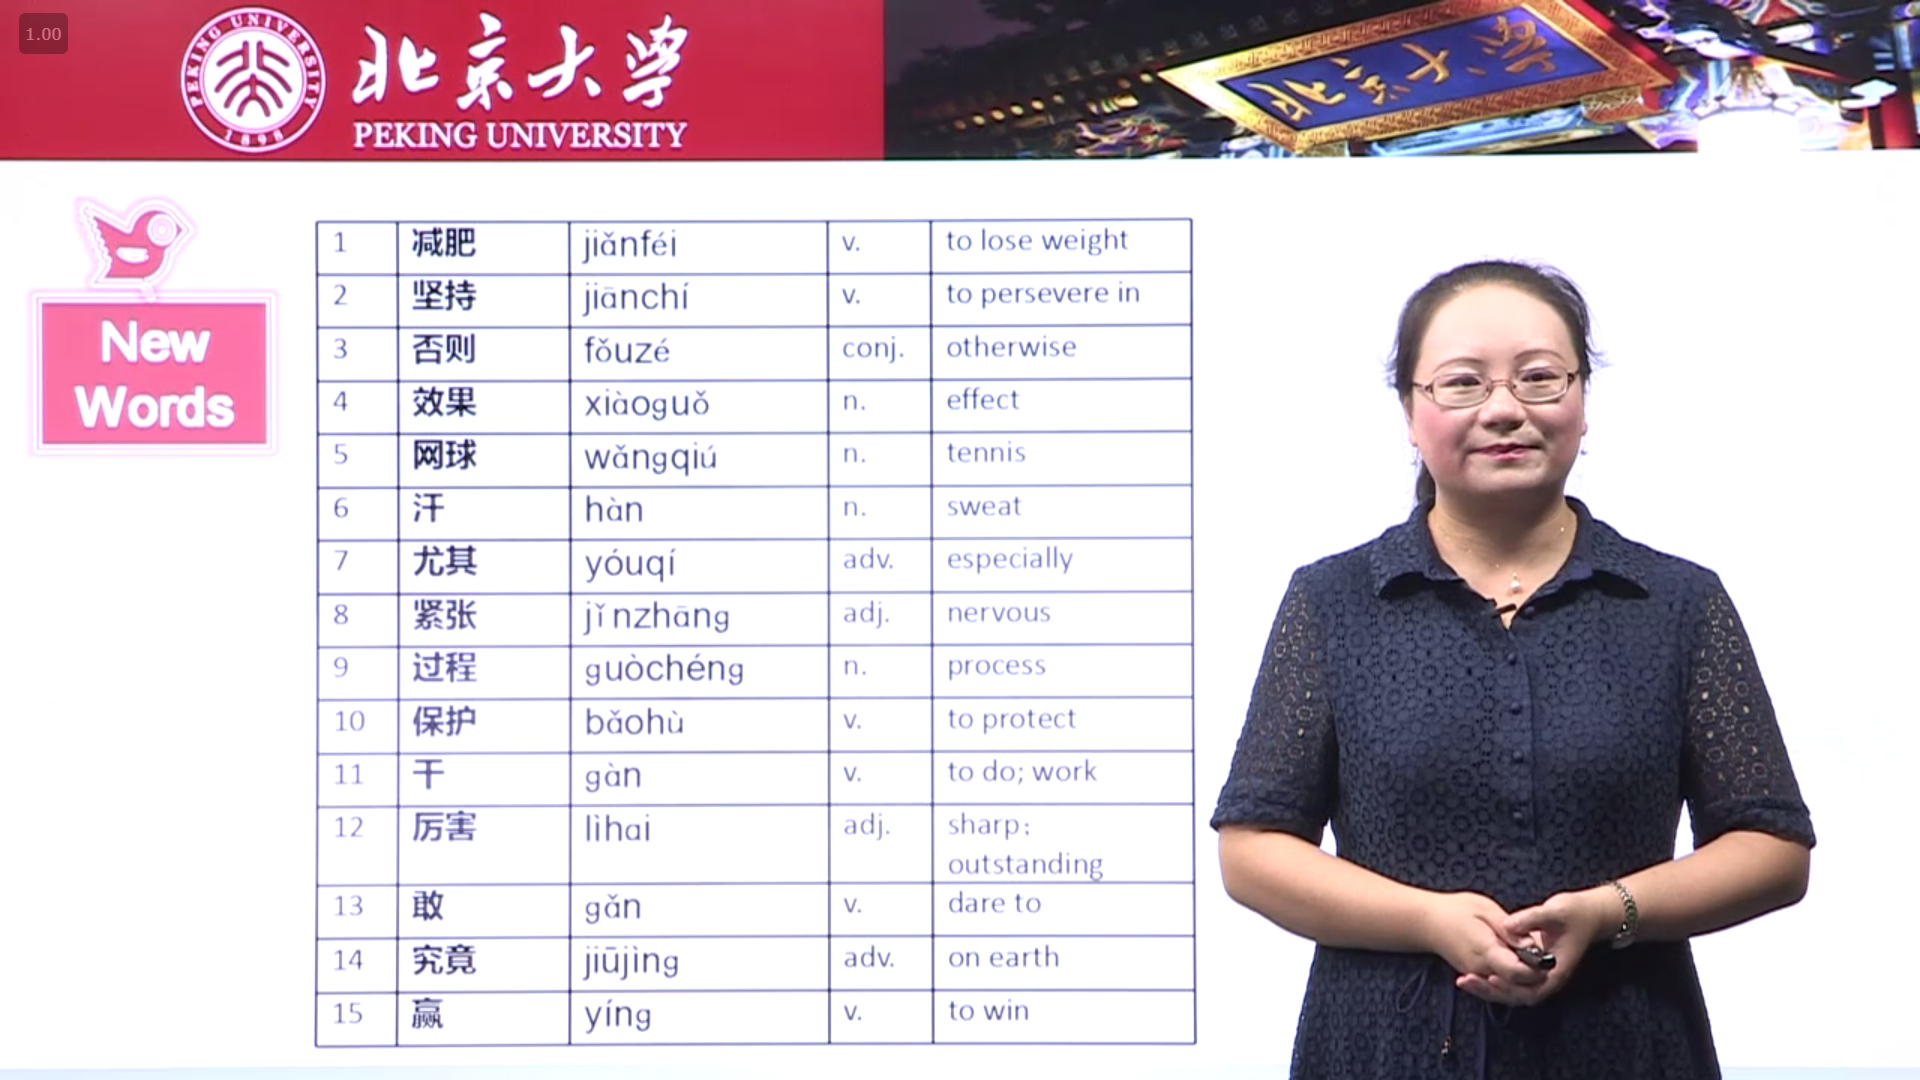 1.00
PEKING UNIVERSITY
1898
北京大学
PEKING UNIVERSITY
北京大学
New
Words
1 减肥 jiǎnféi v. to lose weight
2 坚持 jiānchí v. to persevere in
3 否则 fǒuzé conj. otherwise
4 效果 xiàoguǒ n. effect
5 网球 wǎngqiú n. tennis
6 汗 hàn n. sweat
7 尤其 yóuqí adv. especially
8 紧张 jǐnzhāng adj. nervous
9 过程 guòchéng n. process
10 保护 bǎohù v. to protect
11 干 gàn v. to do; work
12 厉害 lìhai adj. sharp;
outstanding
13 敢 gǎn v. dare to
14 究竟 jiūjìng adv. on earth
15 赢 yíng v. to win